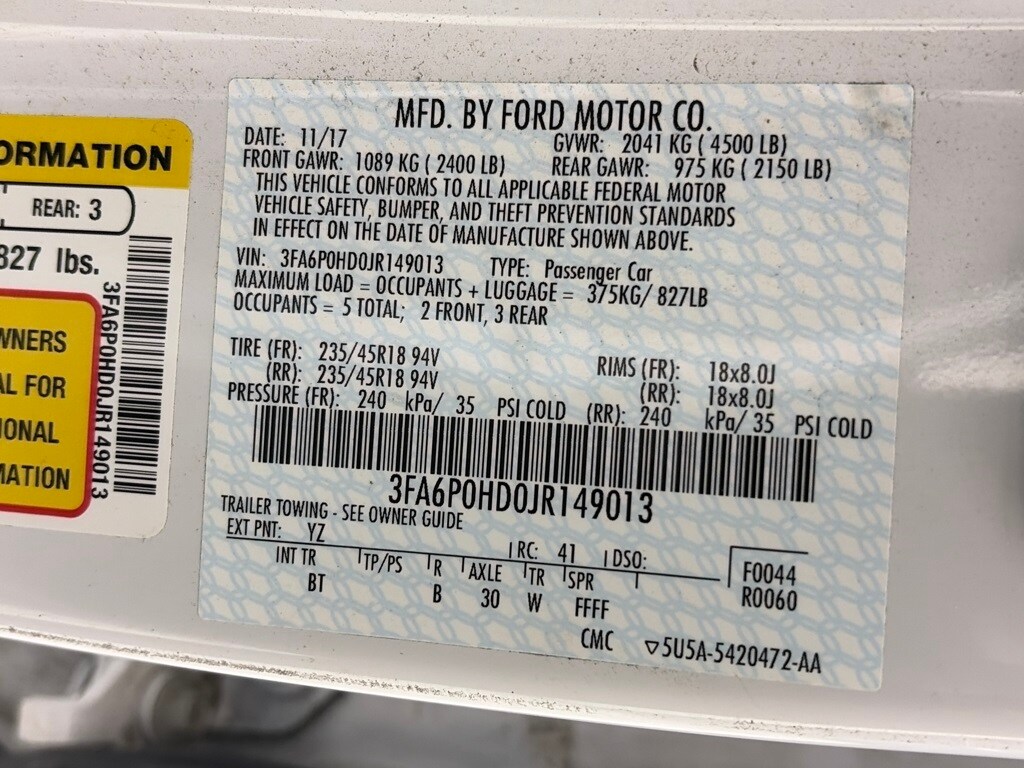 ORMATION
REAR: 3
827 lbs.
WNERS
AL FOR
IONAL
MATION
3FA6P0HD0JR149013
MFD. BY FORD MOTOR CO.
DATE: 11/17 GVWR: 2041 KG ( 4500 LB)
FRONT GAWR: 1089 KG ( 2400 LB) REAR GAWR: 975 KG ( 2150 LB)
THIS VEHICLE CONFORMS TO ALL APPLICABLE FEDERAL MOTOR
VEHICLE SAFETY, BUMPER, AND THEFT PREVENTION STANDARDS
IN EFFECT ON THE DATE OF MANUFACTURE SHOWN ABOVE.
VIN: 3FA6P0HD0JR149013 TYPE: Passenger Car
MAXIMUM LOAD = OCCUPANTS + LUGGAGE = 375KG/ 827LB
OCCUPANTS = 5 TOTAL; 2 FRONT, 3 REAR
TIRE (FR): 235/45R18 94V RIMS (FR): 18x8.0J
(RR): 235/45R18 94V (RR): 18x8.0J
PRESSURE (FR): 240 kPa/ 35 PSI COLD (RR): 240 kPa/ 35 PSI COLD
3FA6P0HD0JR149013
TRAILER TOWING - SEE OWNER GUIDE
EXT PNT: YZ RC: 41 DSO:
INT TR TP/PS R AXLE TR SPR
BT B 30 W FFFF
F0044
R0060
CMC ▽5U5A-5420472-AA